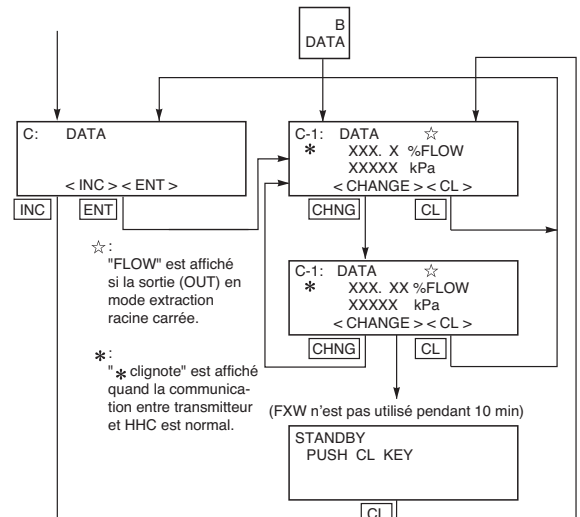 B
DATA
C: DATA
< INC > < ENT >
INC
ENT
C-1: DATA ☆
* XXX. X %FLOW
XXXXX kPa
< CHANGE > < CL >
CHNG
CL
☆:
"FLOW" est affiché
si la sortie (OUT) en
mode extraction
racine carrée.
*:
"* clignote" est affiché
quand la communica-
tion entre transmitteur
et HHC est normal.
C-1: DATA ☆
* XXX. XX %FLOW
XXXXX kPa
< CHANGE > < CL >
CHNG
CL
(FXW n'est pas utilisé pendant 10 min)
STANDBY
PUSH CL KEY
CL